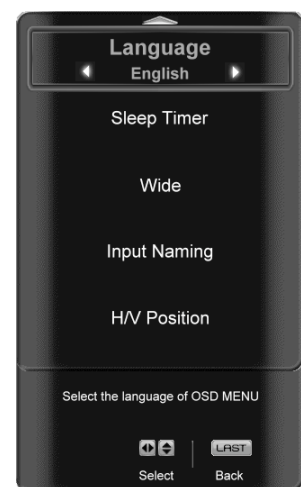 Language
English
Sleep Timer
Wide
Input Naming
H/V Position
Select the language of OSD MENU
LAST
Select Back